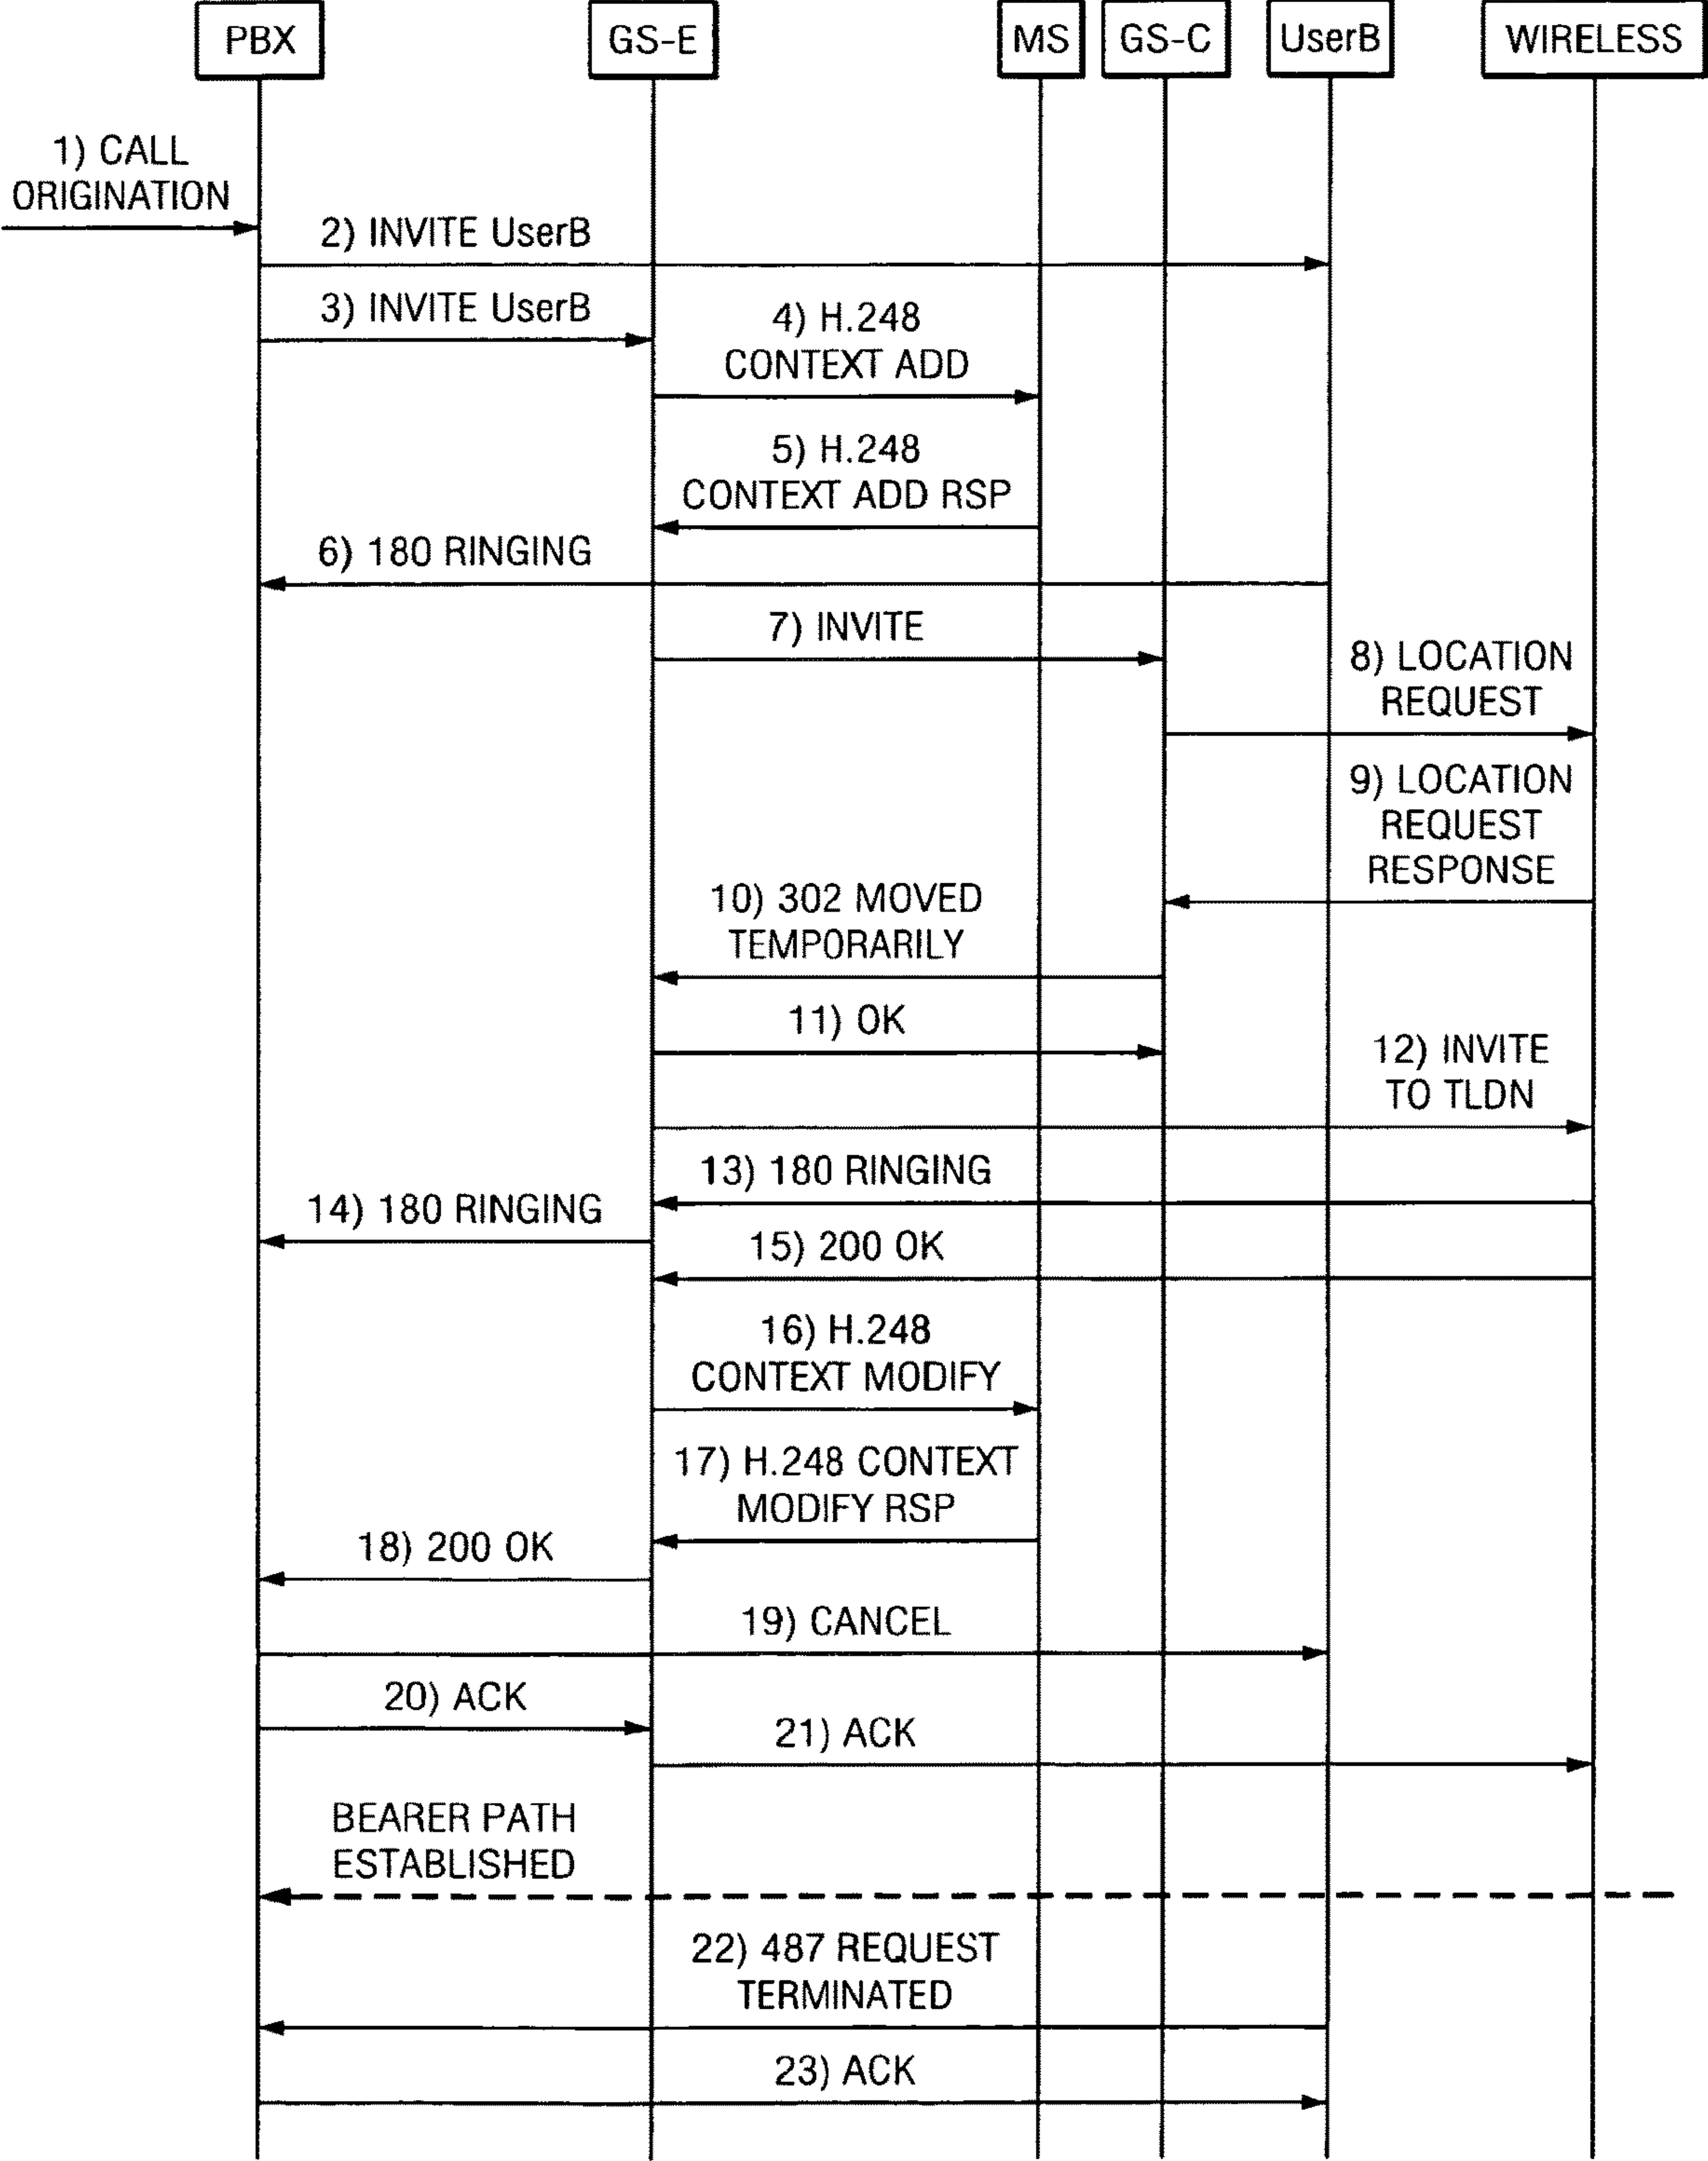 PBX
GS-E
MS
GS-C
UserB
WIRELESS
1) CALL
ORIGINATION
2) INVITE UserB
3) INVITE UserB
4) H.248
CONTEXT ADD
5) H.248
CONTEXT ADD RSP
6) 180 RINGING
7) INVITE
8) LOCATION
REQUEST
9) LOCATION
REQUEST
RESPONSE
10) 302 MOVED
TEMPORARILY
11) OK
12) INVITE
TO TLDN
13) 180 RINGING
14) 180 RINGING
15) 200 OK
16) H.248
CONTEXT MODIFY
17) H.248 CONTEXT
MODIFY RSP
18) 200 OK
19) CANCEL
20) ACK
21) ACK
BEARER PATH
ESTABLISHED
22) 487 REQUEST
TERMINATED
23) ACK